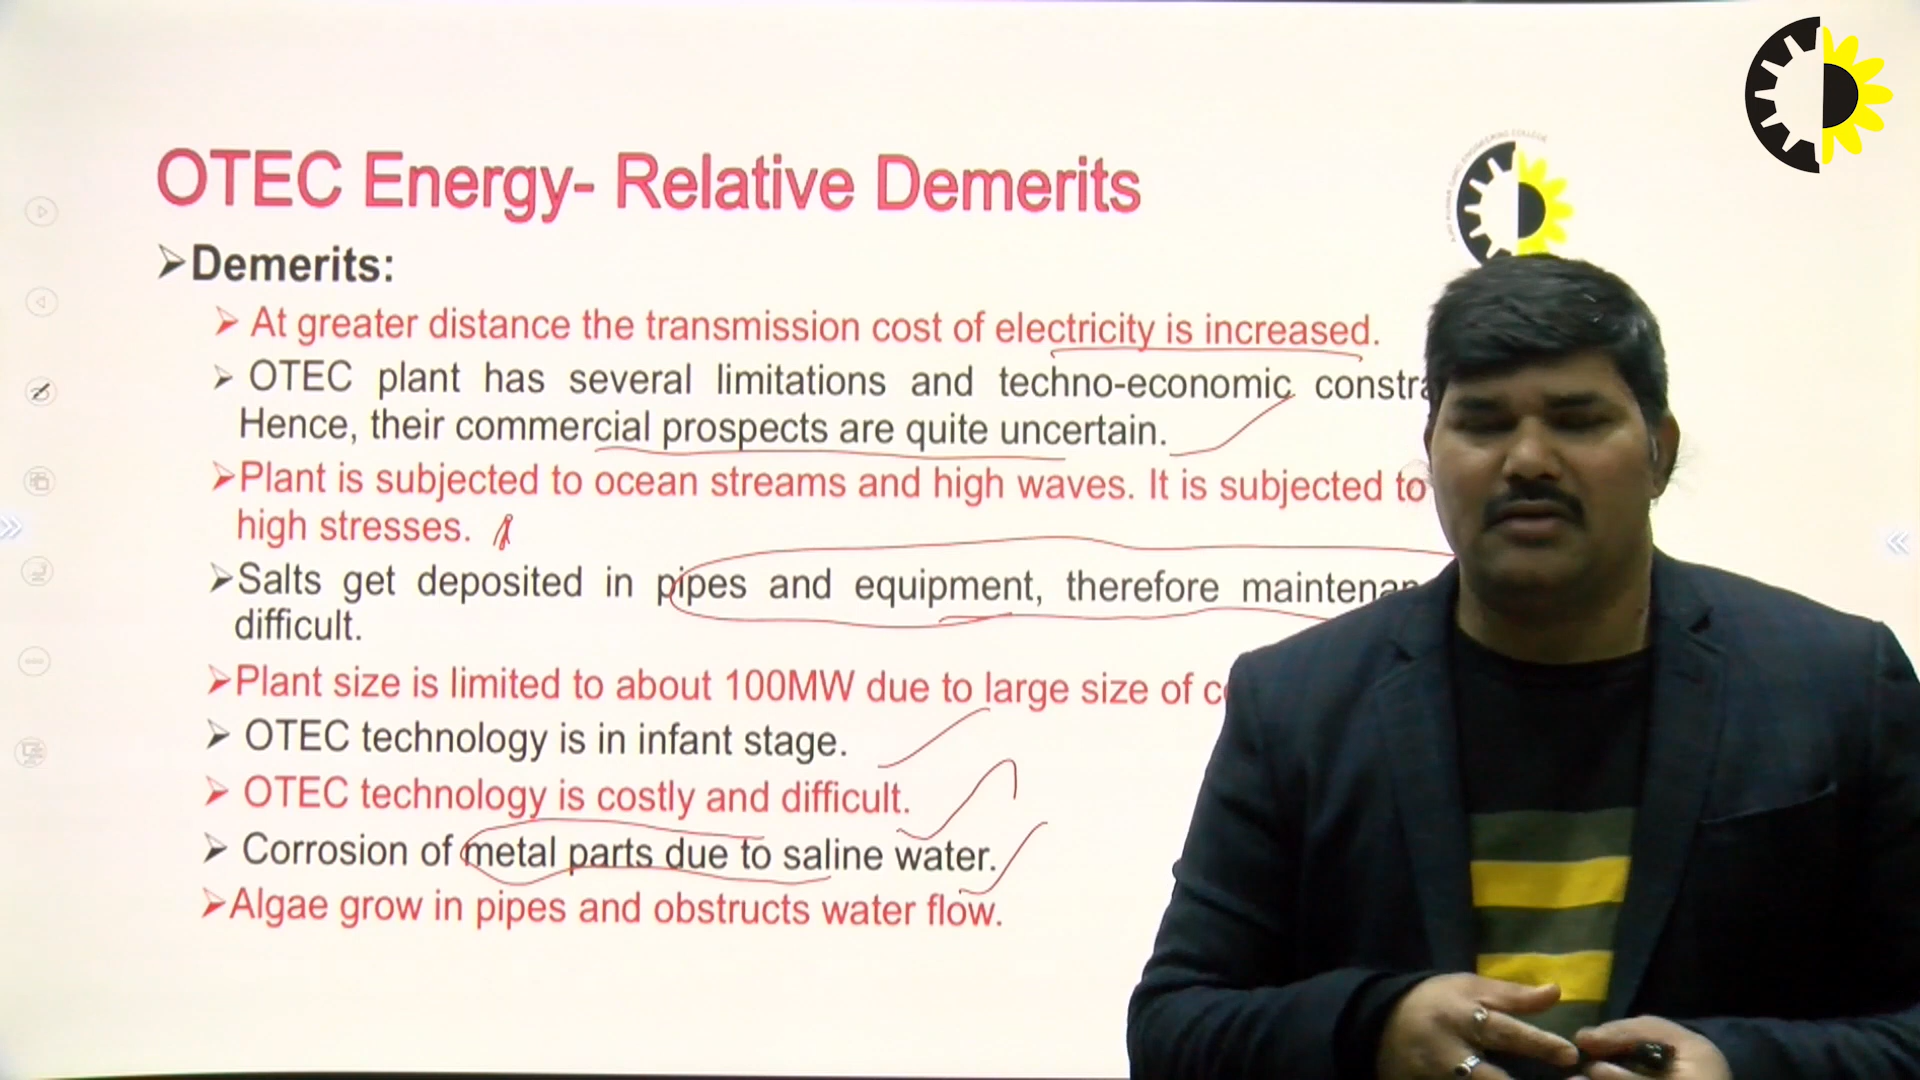 OTEC Energy- Relative Demerits
➢Demerits:
➢ At greater distance the transmission cost of electricity is increased.
➢ OTEC plant has several limitations and techno-economic
Hence, their commercial prospects are quite uncertain.
➢Plant is subjected to ocean streams and high waves. It is subjected to
high stresses.
➢Salts get deposited in pipes and equipment, therefore
difficult.
➢Plant size is limited to about 100MW due to large size of
➢ OTEC technology is in infant stage.
➢ OTEC technology is costly and difficult.
➢ Corrosion of metal parts due to saline water.
➢Algae grow in pipes and obstructs water flow.